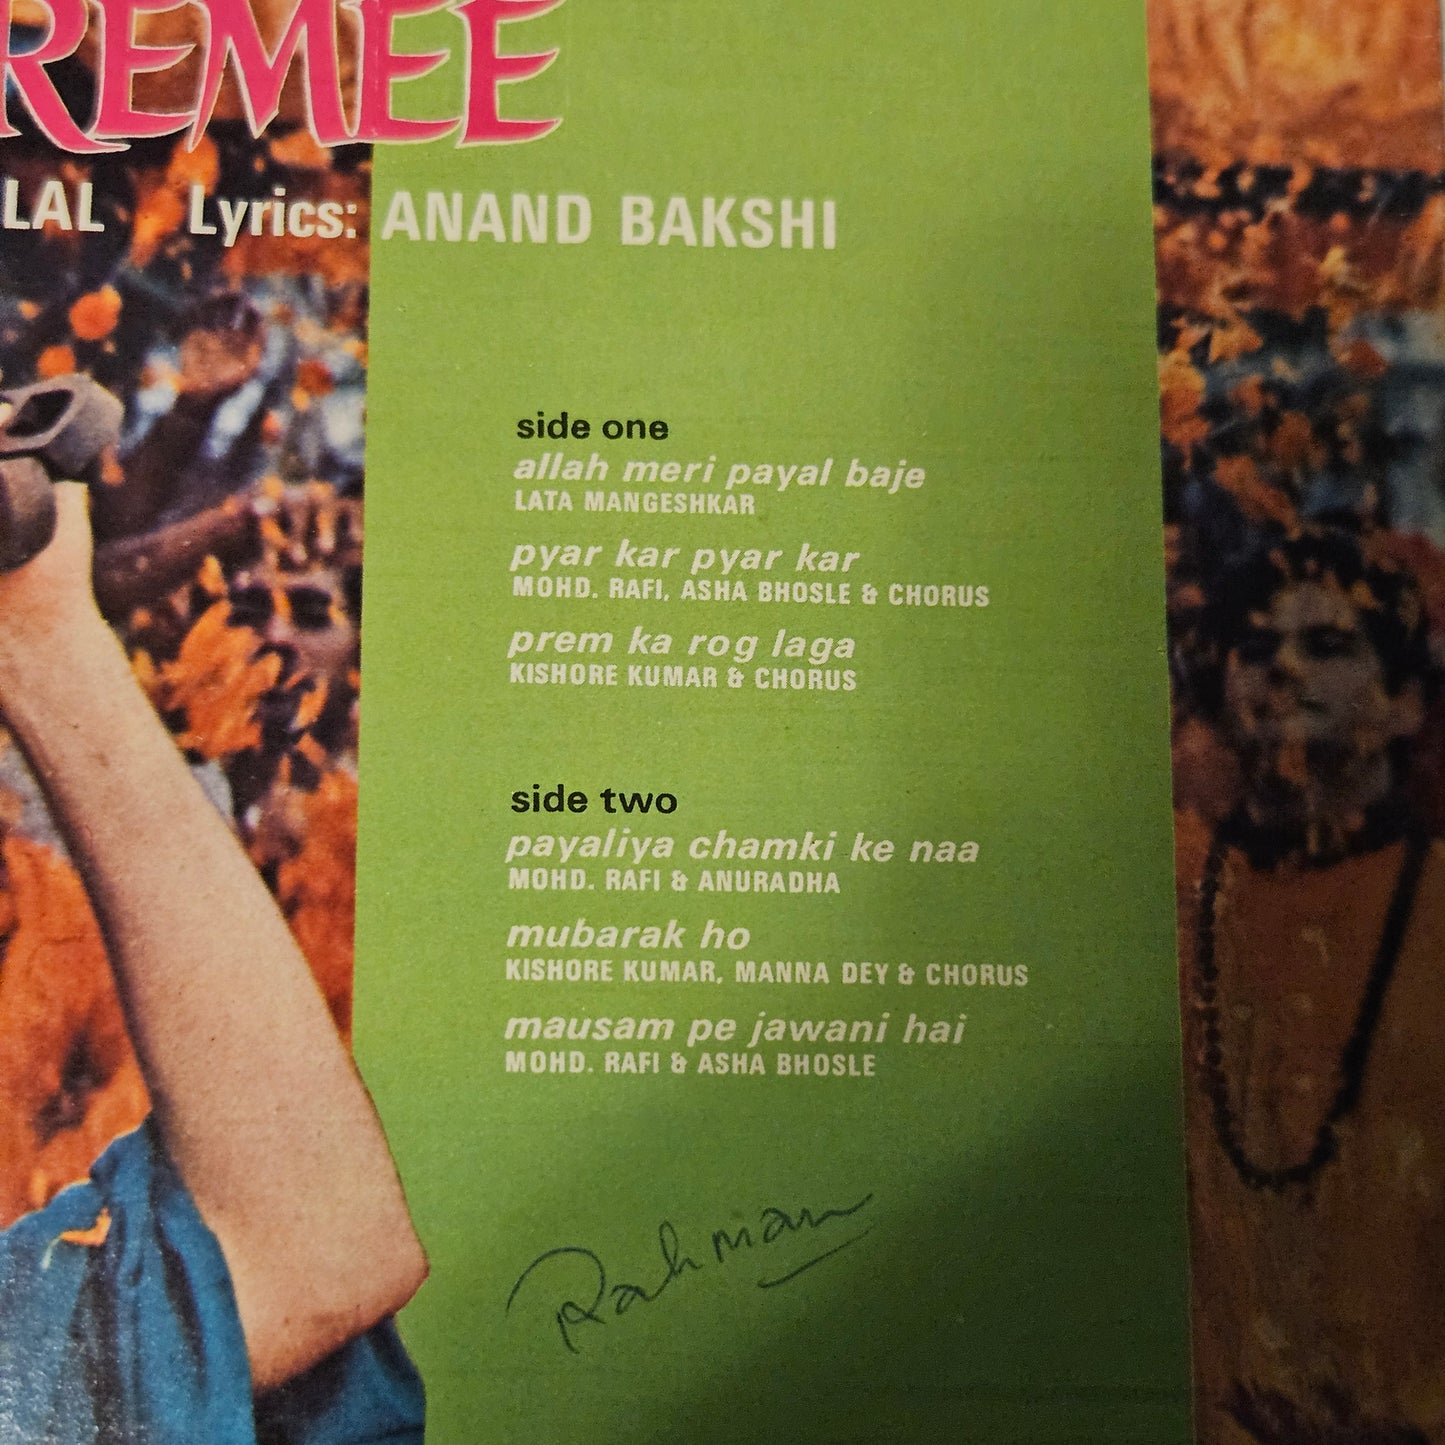 REMEE
LAL Lyrics: ANAND BAKSHI
side one
allah meri payal baje
LATA MANGESHKAR
pyar kar pyar kar
MOHD. RAFI, ASHA BHOSLE & CHORUS
prem ka rog laga
KISHORE KUMAR & CHORUS
side two
payaliya chamki ke naa
MOHD. RAFI & ANURADHA
mubarak ho
KISHORE KUMAR, MANNA DEY & CHORUS
mausam pe jawani hai
MOHD. RAFI & ASHA BHOSLE
Rahman